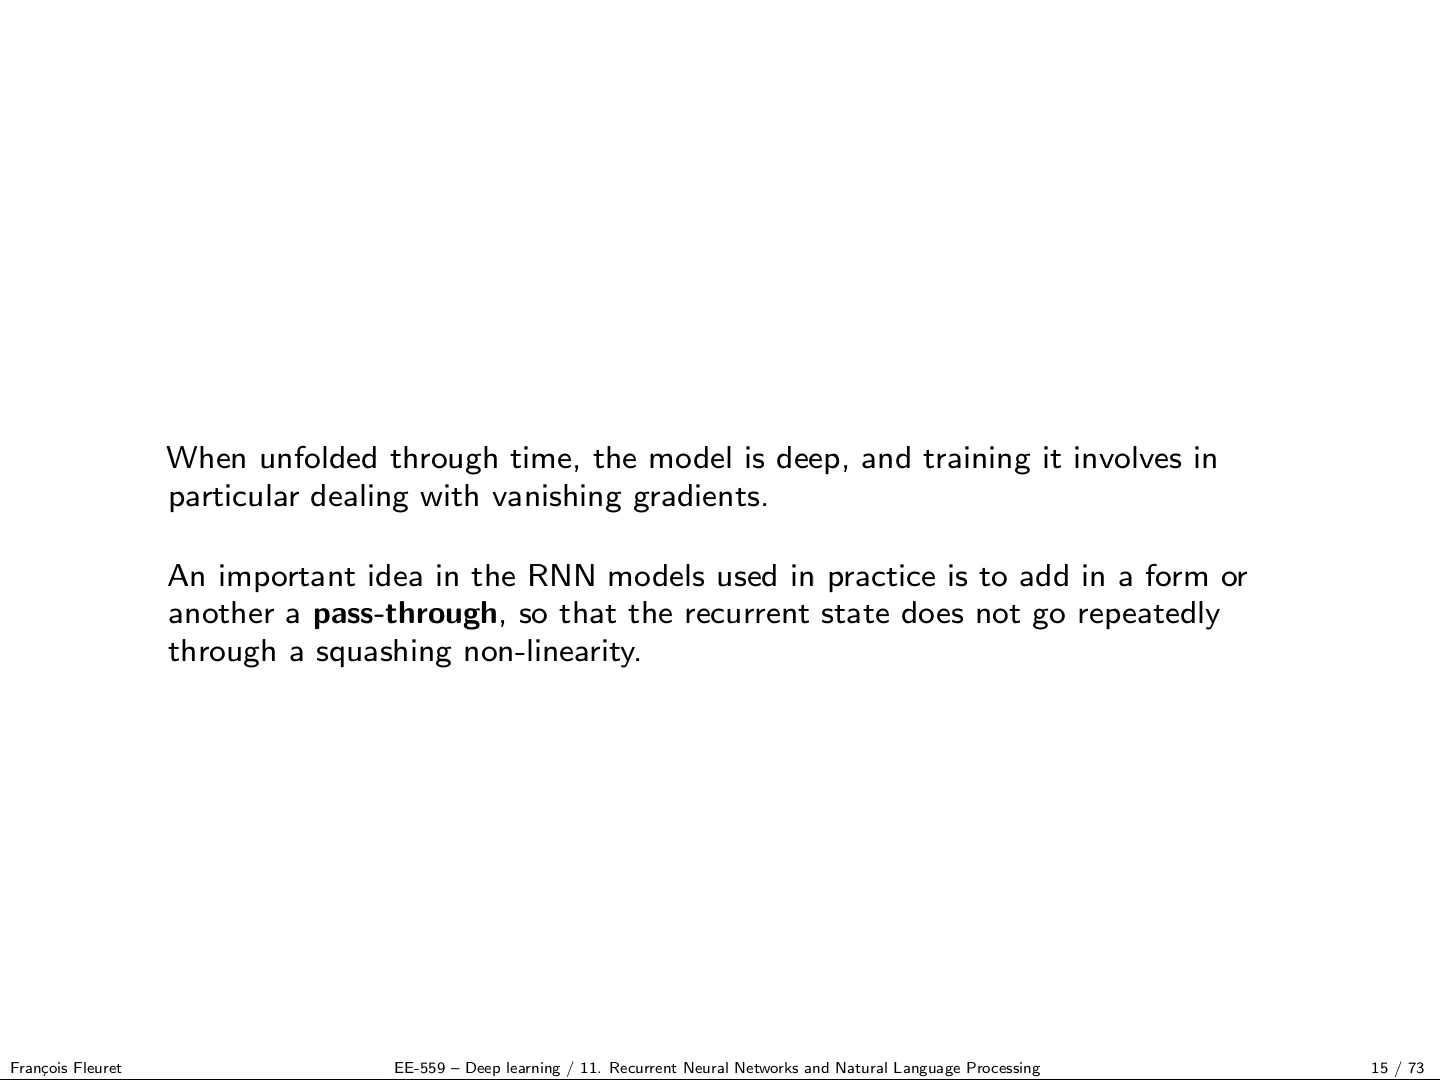 When unfolded through time, the model is deep, and training it involves in
particular dealing with vanishing gradients.
An important idea in the RNN models used in practice is to add in a form or
another a pass-through, so that the recurrent state does not go repeatedly
through a squashing non-linearity.
François Fleuret
EE-559 – Deep learning / 11. Recurrent Neural Networks and Natural Language Processing
15 / 73